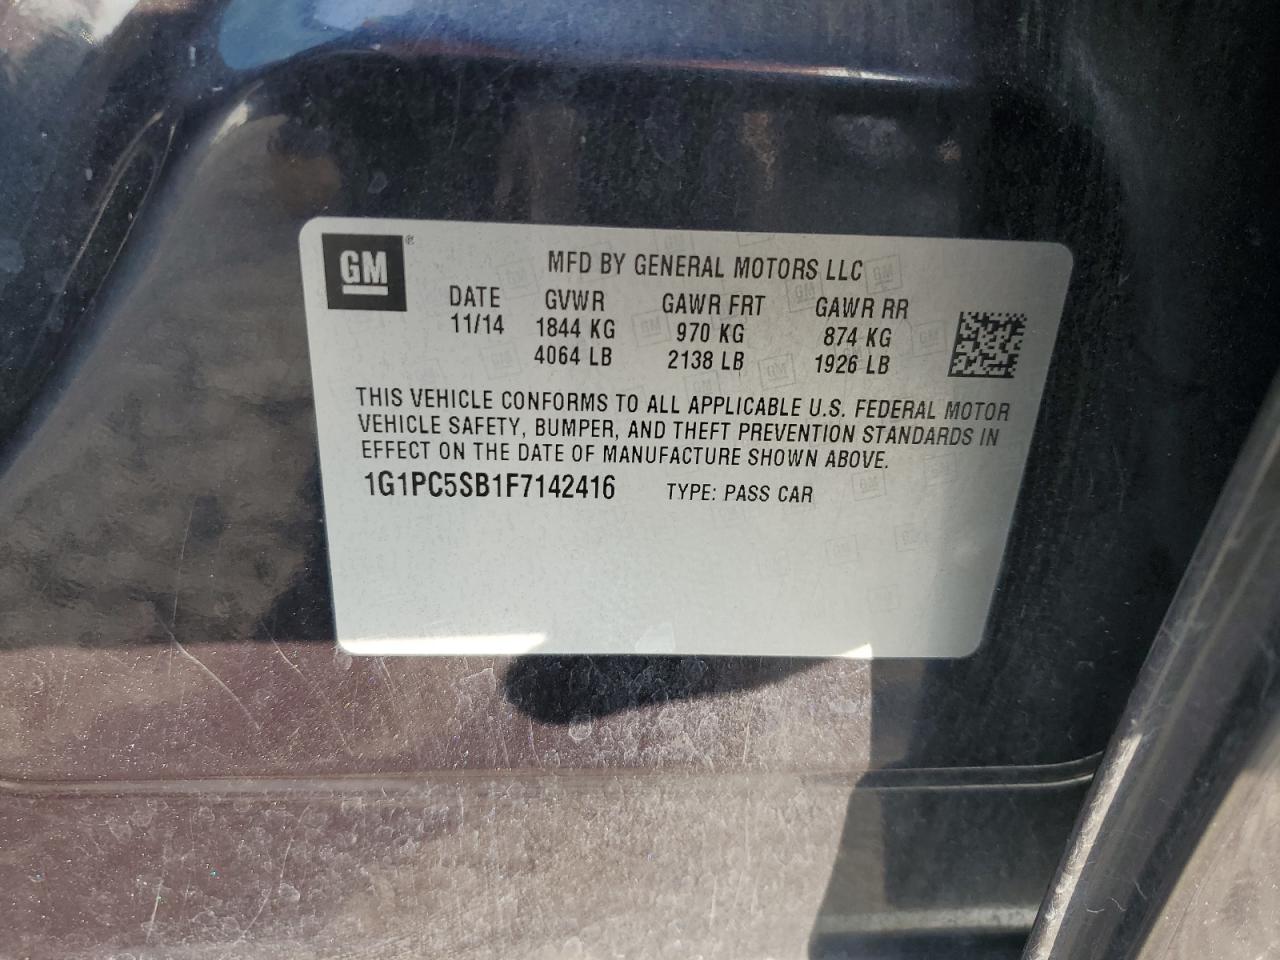 GM®
MFD BY GENERAL MOTORS LLC
DATE GVWR GAWR FRT GAWR RR
11/14 1844 KG 970 KG 874 KG
4064 LB 2138 LB 1926 LB
THIS VEHICLE CONFORMS TO ALL APPLICABLE U.S. FEDERAL MOTOR
VEHICLE SAFETY, BUMPER, AND THEFT PREVENTION STANDARDS IN
EFFECT ON THE DATE OF MANUFACTURE SHOWN ABOVE.
1G1PC5SB1F7142416 TYPE: PASS CAR